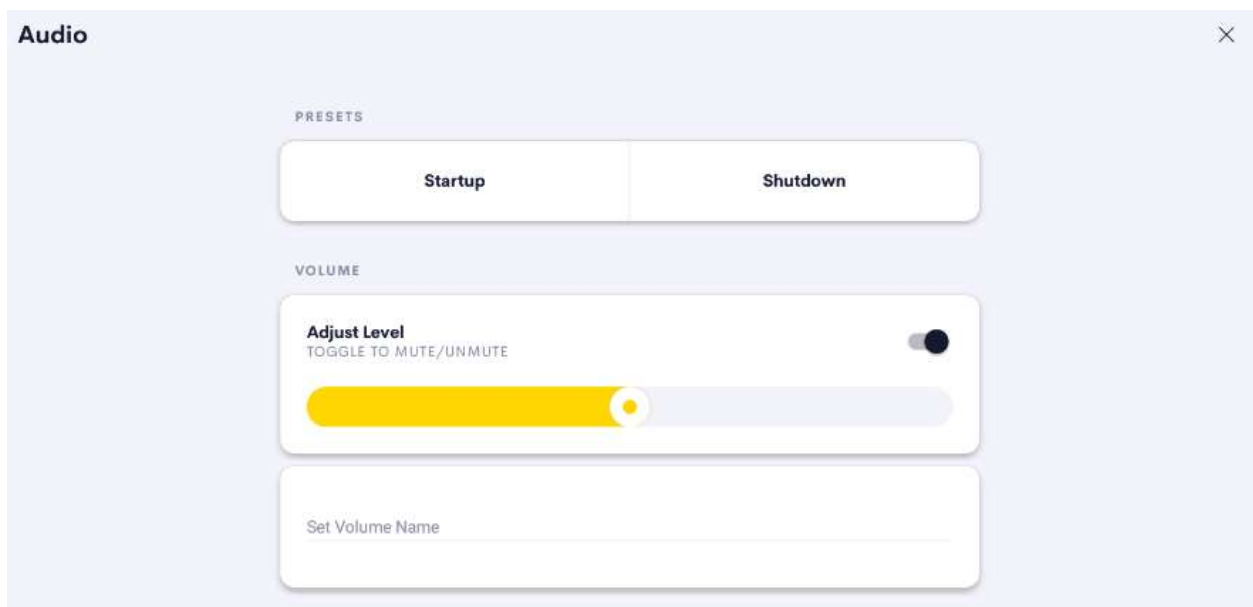 Audio
PRESETS
Startup Shutdown
VOLUME
Adjust Level
TOGGLE TO MUTE/UNMUTE
Set Volume Name